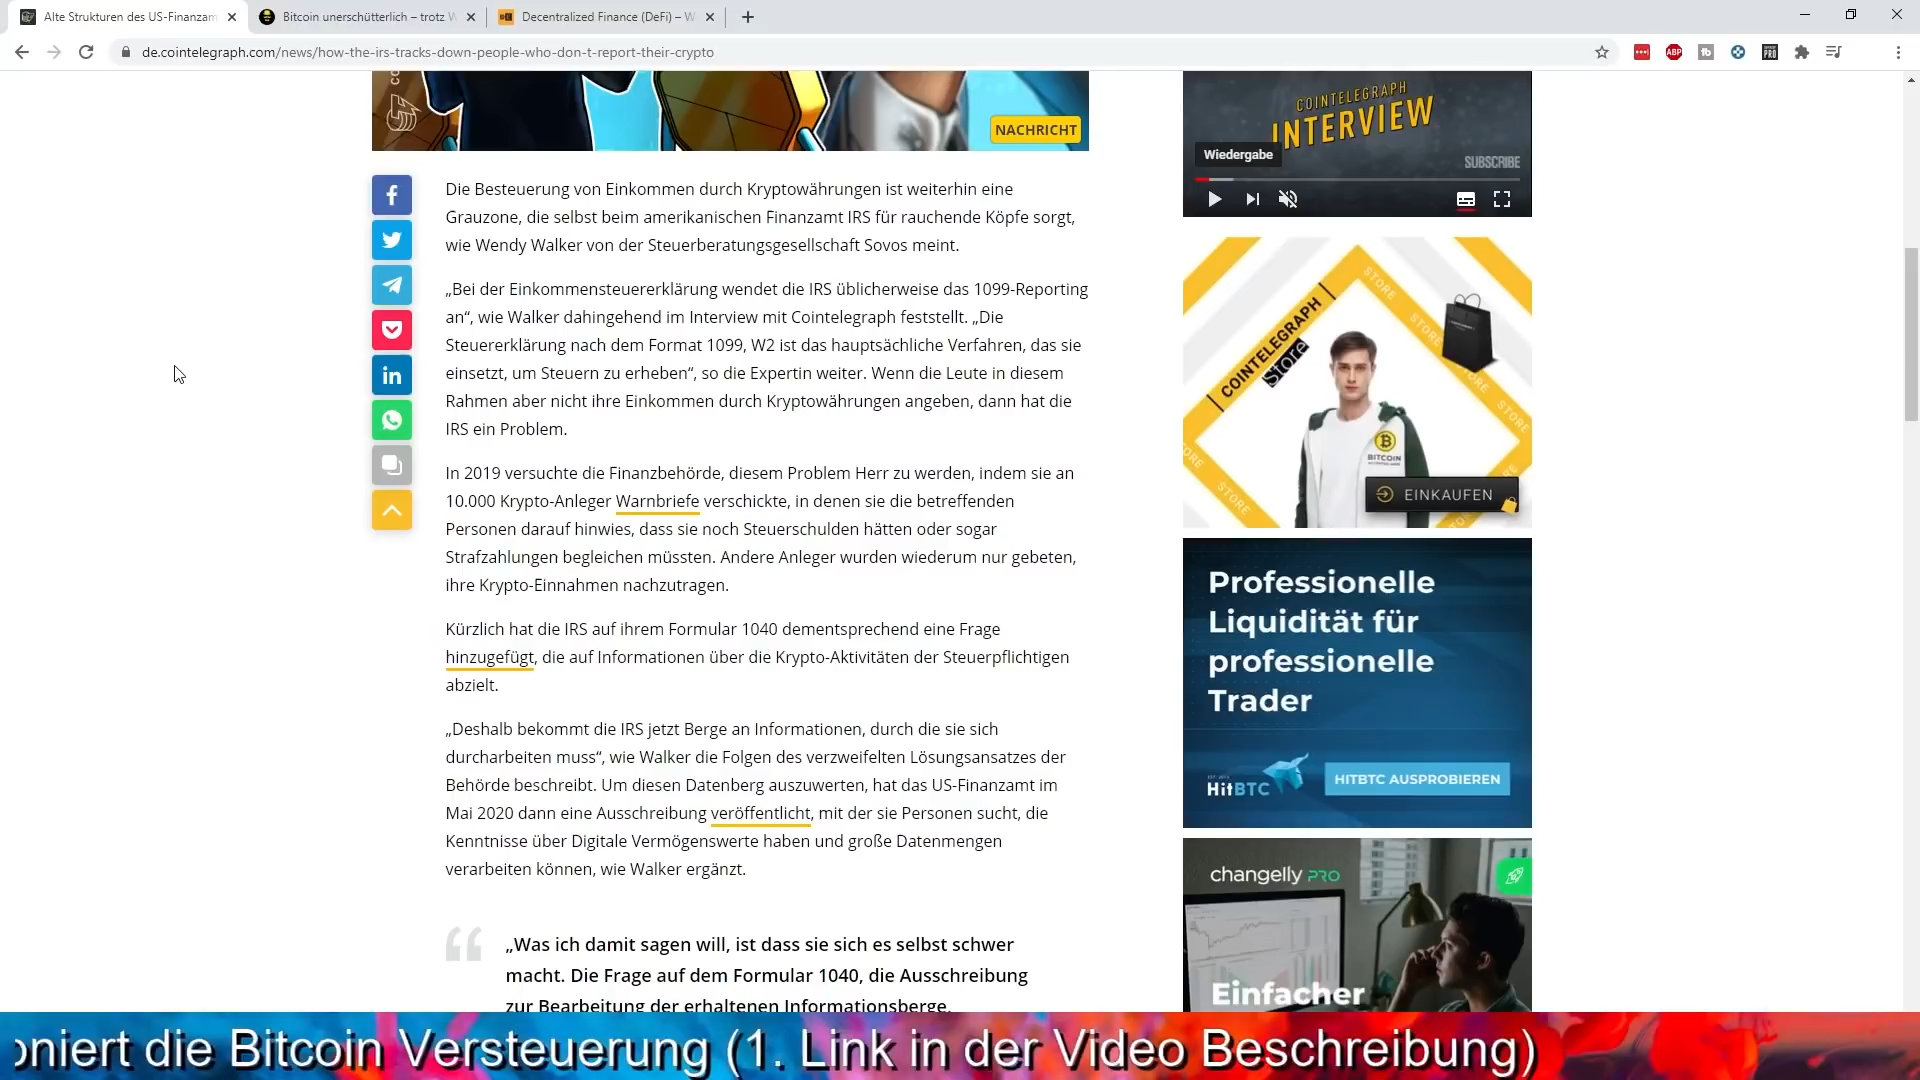 Alte Strukturen des US-Finanzam
Bitcoin unerschütterlich – trotz W
Decentralized Finance (DeFi) – W
de.cointelegraph.com/news/how-the-irs-tracks-down-people-who-don-t-report-their-crypto
ABP
NACHRICHT
Die Besteuerung von Einkommen durch Kryptowährungen ist weiterhin eine
Grauzone, die selbst beim amerikanischen Finanzamt IRS für rauchende Köpfe sorgt,
wie Wendy Walker von der Steuerberatungsgesellschaft Sovos meint.
„Bei der Einkommensteuererklärung wendet die IRS üblicherweise das 1099-Reporting
an“, wie Walker dahingehend im Interview mit Cointelegraph feststellt. „Die
Steuererklärung nach dem Format 1099, W2 ist das hauptsächliche Verfahren, das sie
einsetzt, um Steuern zu erheben“, so die Expertin weiter. Wenn die Leute in diesem
Rahmen aber nicht ihre Einkommen durch Kryptowährungen angeben, dann hat die
IRS ein Problem.
In 2019 versuchte die Finanzbehörde, diesem Problem Herr zu werden, indem sie an
10.000 Krypto-Anleger Warnbriefe verschickte, in denen sie die betreffenden
Personen darauf hinwies, dass sie noch Steuerschulden hätten oder sogar
Strafzahlungen begleichen müssten. Andere Anleger wurden wiederum nur gebeten,
ihre Krypto-Einnahmen nachzutragen.
Kürzlich hat die IRS auf ihrem Formular 1040 dementsprechend eine Frage
hinzugefügt, die auf Informationen über die Krypto-Aktivitäten der Steuerpflichtigen
abzielt.
„Deshalb bekommt die IRS jetzt Berge an Informationen, durch die sie sich
durcharbeiten muss“, wie Walker die Folgen des verzweifelten Lösungsansatzes der
Behörde beschreibt. Um diesen Datenberg auszuwerten, hat das US-Finanzamt im
Mai 2020 dann eine Ausschreibung veröffentlicht, mit der sie Personen sucht, die
Kenntnisse über Digitale Vermögenswerte haben und große Datenmengen
verarbeiten können, wie Walker ergänzt.
„Was ich damit sagen will, ist dass sie sich es selbst schwer
macht. Die Frage auf dem Formular 1040, die Ausschreibung
zur Bearbeitung der erhaltenen Informationsberge,
COINTELEGRAPH
INTERVIEW
Wiedergabe
SUBSCRIBE
COINTELEGRAPH
Store
STORE
STORE
STORE
STORE
STORE
BITCOIN
EINKAUFEN
Professionelle
Liquidität für
professionelle
Trader
HitBTC
HITBTC AUSPROBIEREN
changelly PRO
Einfacher
oniert die Bitcoin Versteuerung (1. Link in der Video Beschreibung)